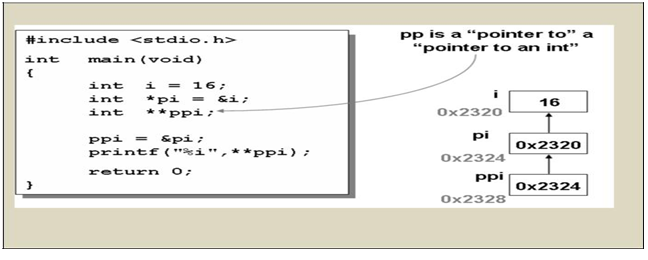 #include <stdio.h>
int main(void)
{
int i = 16;
int *pi = &i;
int **ppi;
ppi = &pi;
printf("%i",**ppi);
return 0;
}
pp is a “pointer to” a
“pointer to an int”
i
16
0x2320
pi
0x2320
0x2324
ppi
0x2324
0x2328